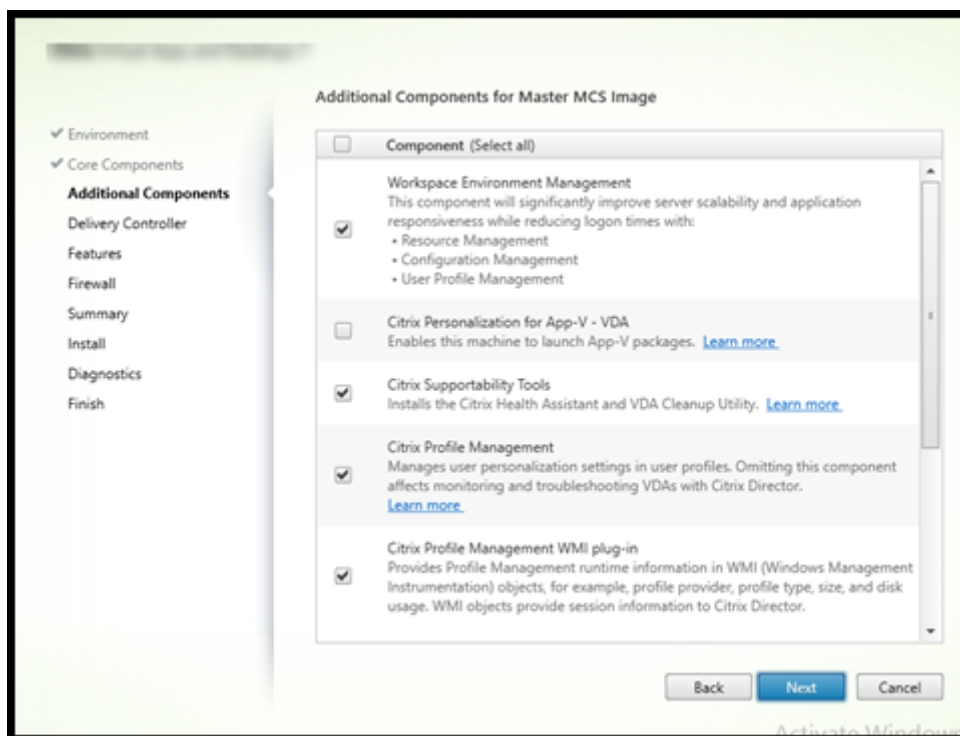 Additional Components for Master MCS Image
✔ Environment
✔ Core Components
Additional Components
Delivery Controller
Features
Firewall
Summary
Install
Diagnostics
Finish
Component (Select all)
Workspace Environment Management
This component will significantly improve server scalability and application
responsiveness while reducing logon times with:
• Resource Management
• Configuration Management
• User Profile Management
Citrix Personalization for App-V - VDA
Enables this machine to launch App-V packages. Learn more
Citrix Supportability Tools
Installs the Citrix Health Assistant and VDA Cleanup Utility. Learn more
Citrix Profile Management
Manages user personalization settings in user profiles. Omitting this component
affects monitoring and troubleshooting VDAs with Citrix Director.
Learn more
Citrix Profile Management WMI plug-in
Provides Profile Management runtime information in WMI (Windows Management
Instrumentation) objects, for example, profile provider, profile type, size, and disk
usage. WMI objects provide session information to Citrix Director.
Back Next Cancel
Activate Windows